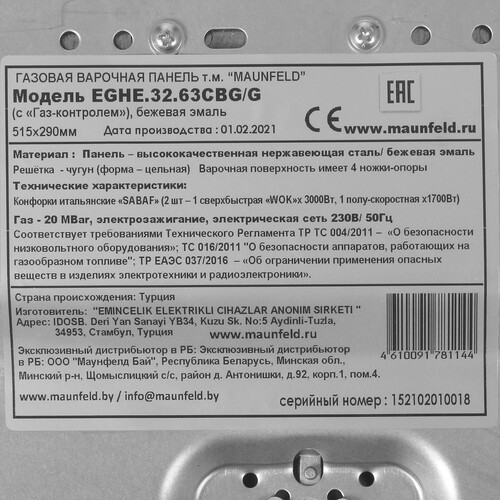 ГАЗОВАЯ ВАРОЧНАЯ ПАНЕЛЬ т.м. "MAUNFELD"
Модель EGHE.32.63CBG/G
(с «Газ-контролем»), бежевая эмаль
515x290мм Дата производства : 01.02.2021
EAC
www.maunfeld.ru
Материал : Панель – высококачественная нержавеющая сталь/ бежевая эмаль
Решётка - чугун (форма – цельная) Варочная поверхность имеет 4 ножки-опоры
Технические характеристики:
Конфорки итальянские «SABAF» (2 шт – 1 сверхбыстрая «WOK»x 3000Вт, 1 полу-скоростная x1700Вт)
Газ - 20 МBar, электрозажигание, электрическая сеть 230В/ 50Гц
Соответствует требованиями Технического Регламента ТР ТС 004/2011 – «О безопасности
низковольтного оборудования»; ТС 016/2011 "О безопасности аппаратов, работающих на
газообразном топливе"; ТР ЕАЭС 037/2016 – «Об ограничении применения опасных
веществ в изделиях электротехники и радиоэлектроники».
Страна происхождения: Турция
Изготовитель: "EMINCELIK ELEKTRIKLI CIHAZLAR ANONIM SIRKETI "
Адрес: IDOSB. Deri Yan Sanayi YB34, Kuzu Sk. No:5 Aydinli-Tuzla,
34953, Стамбул, Турция www.maunfeld.ru
4610091781144
Эксклюзивный дистрибьютор в РБ: Эксклюзивный дистрибьютор
в РБ: ООО "Маунфелд Бай", Республика Беларусь, Минская обл.,
Минский р-н, Щомыслицкий с/с, район д. Антонишки, д.92, корп.1, пом.4.
www.maunfeld.by / info@maunfeld.by
серийный номер : 152102010018